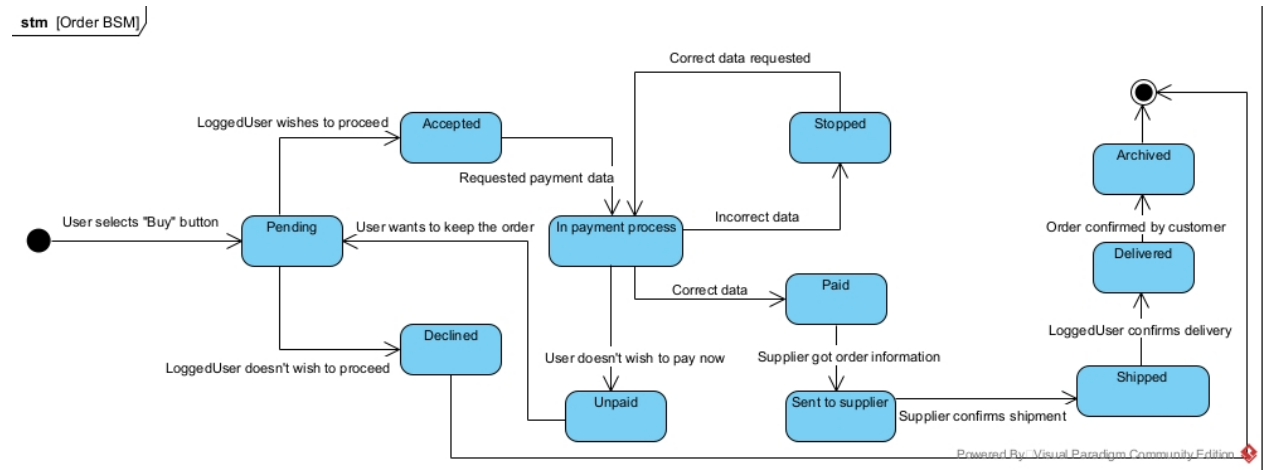 stm [Order BSM]
Correct data requested
LoggedUser wishes to proceed
Accepted
Stopped
Archived
Requested payment data
User selects "Buy" button
Pending
User wants to keep the order
In payment process
Incorrect data
Order confirmed by customer
Delivered
Correct data
Paid
Declined
LoggedUser confirms delivery
LoggedUser doesn't wish to proceed
User doesn't wish to pay now
Supplier got order information
Shipped
Unpaid
Sent to supplier
Supplier confirms shipment
Powered By Visual Paradigm Community Edition